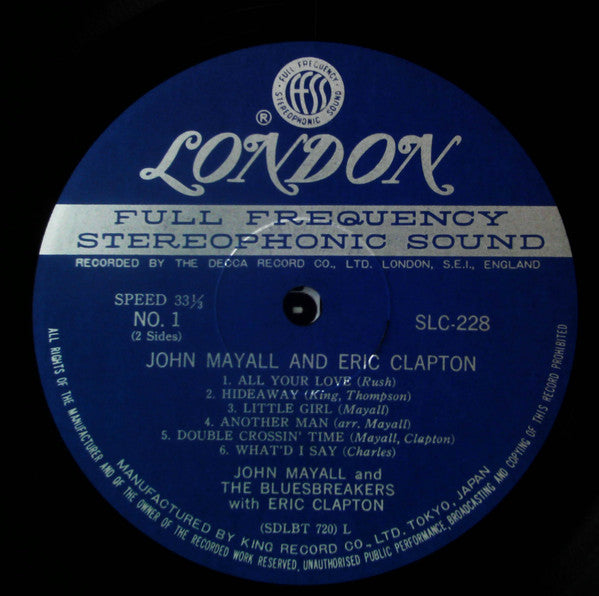 FULL FREQUENCY
ffss
STEREOPHONIC SOUND
®
LONDON
FULL FREQUENCY
STEREOPHONIC SOUND
RECORDED BY THE DECCA RECORD CO., LTD. LONDON, S.E.I., ENGLAND
SPEED 33⅓
NO. 1
(2 Sides)
SLC-228
JOHN MAYALL AND ERIC CLAPTON
1. ALL YOUR LOVE (Rush)
2. HIDEAWAY (King, Thompson)
3. LITTLE GIRL (Mayall)
4. ANOTHER MAN (arr. Mayall)
5. DOUBLE CROSSIN' TIME (Mayall, Clapton)
6. WHAT'D I SAY (Charles)
JOHN MAYALL and
THE BLUESBREAKERS
with ERIC CLAPTON
(SDLBT 720) L
MANUFACTURED BY KING RECORD CO., LTD. TOKYO, JAPAN
ALL RIGHTS OF THE MANUFACTURER AND OF THE OWNER OF THE RECORDED WORK RESERVED, UNAUTHORISED PUBLIC PERFORMANCE, BROADCASTING AND COPYING OF THIS RECORD PROHIBITED